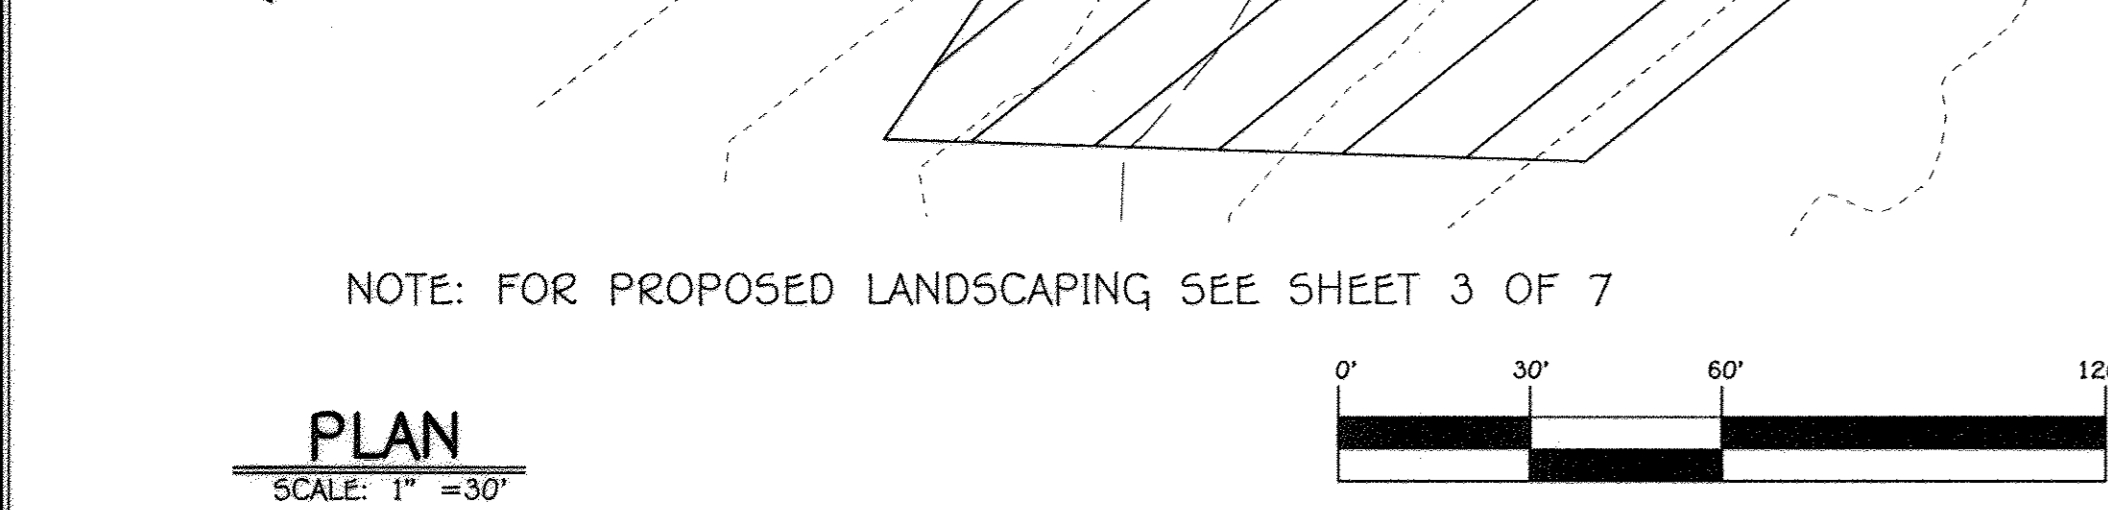 NOTE: FOR PROPOSED LANDSCAPING SEE SHEET 3 OF 7
0' 30' 60'
PLAN
SCALE: 1" =30'